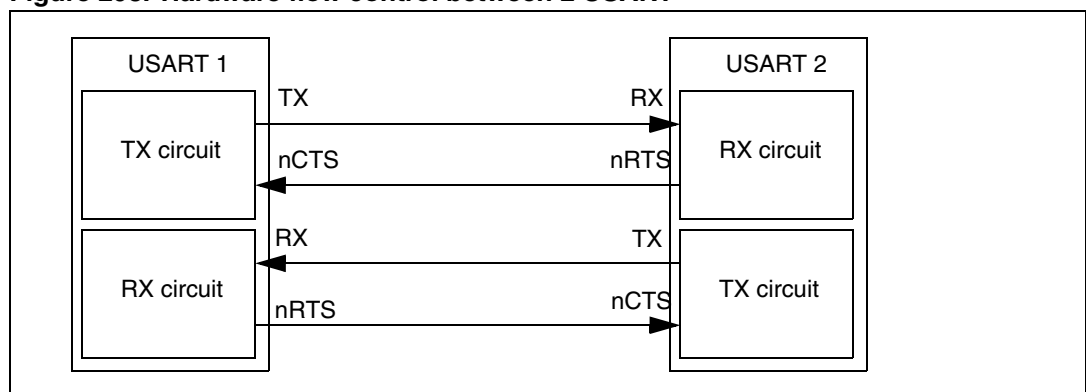 USART 1
USART 2
TX
RX
TX circuit
nCTS
nRTS
RX circuit
RX
TX
RX circuit
nRTS
nCTS
TX circuit